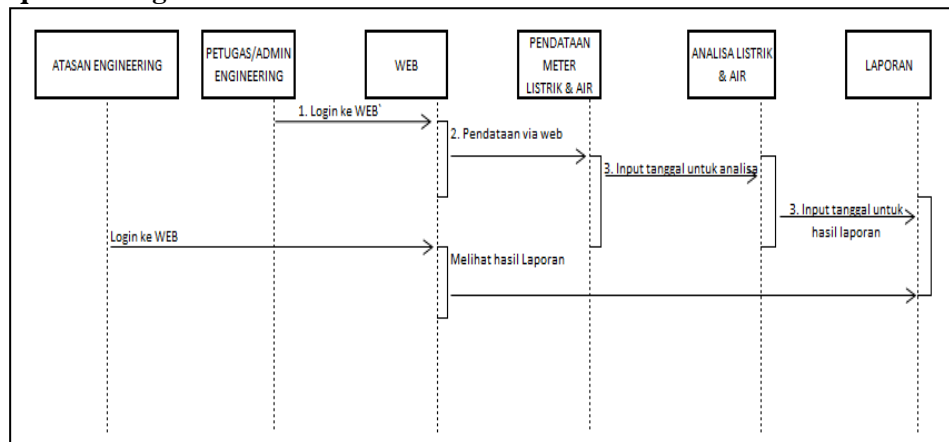 ATASAN ENGINEERING
PETUGAS/ADMIN
ENGINEERING
WEB
PENDATAAN
METER
LISTRIK & AIR
ANALISA LISTRIK
& AIR
LAPORAN
1. Login ke WEB`
2. Pendataan via web
3. Input tanggal untuk analisa
3. Input tanggal untuk
hasil laporan
Login ke WEB
Melihat hasil Laporan